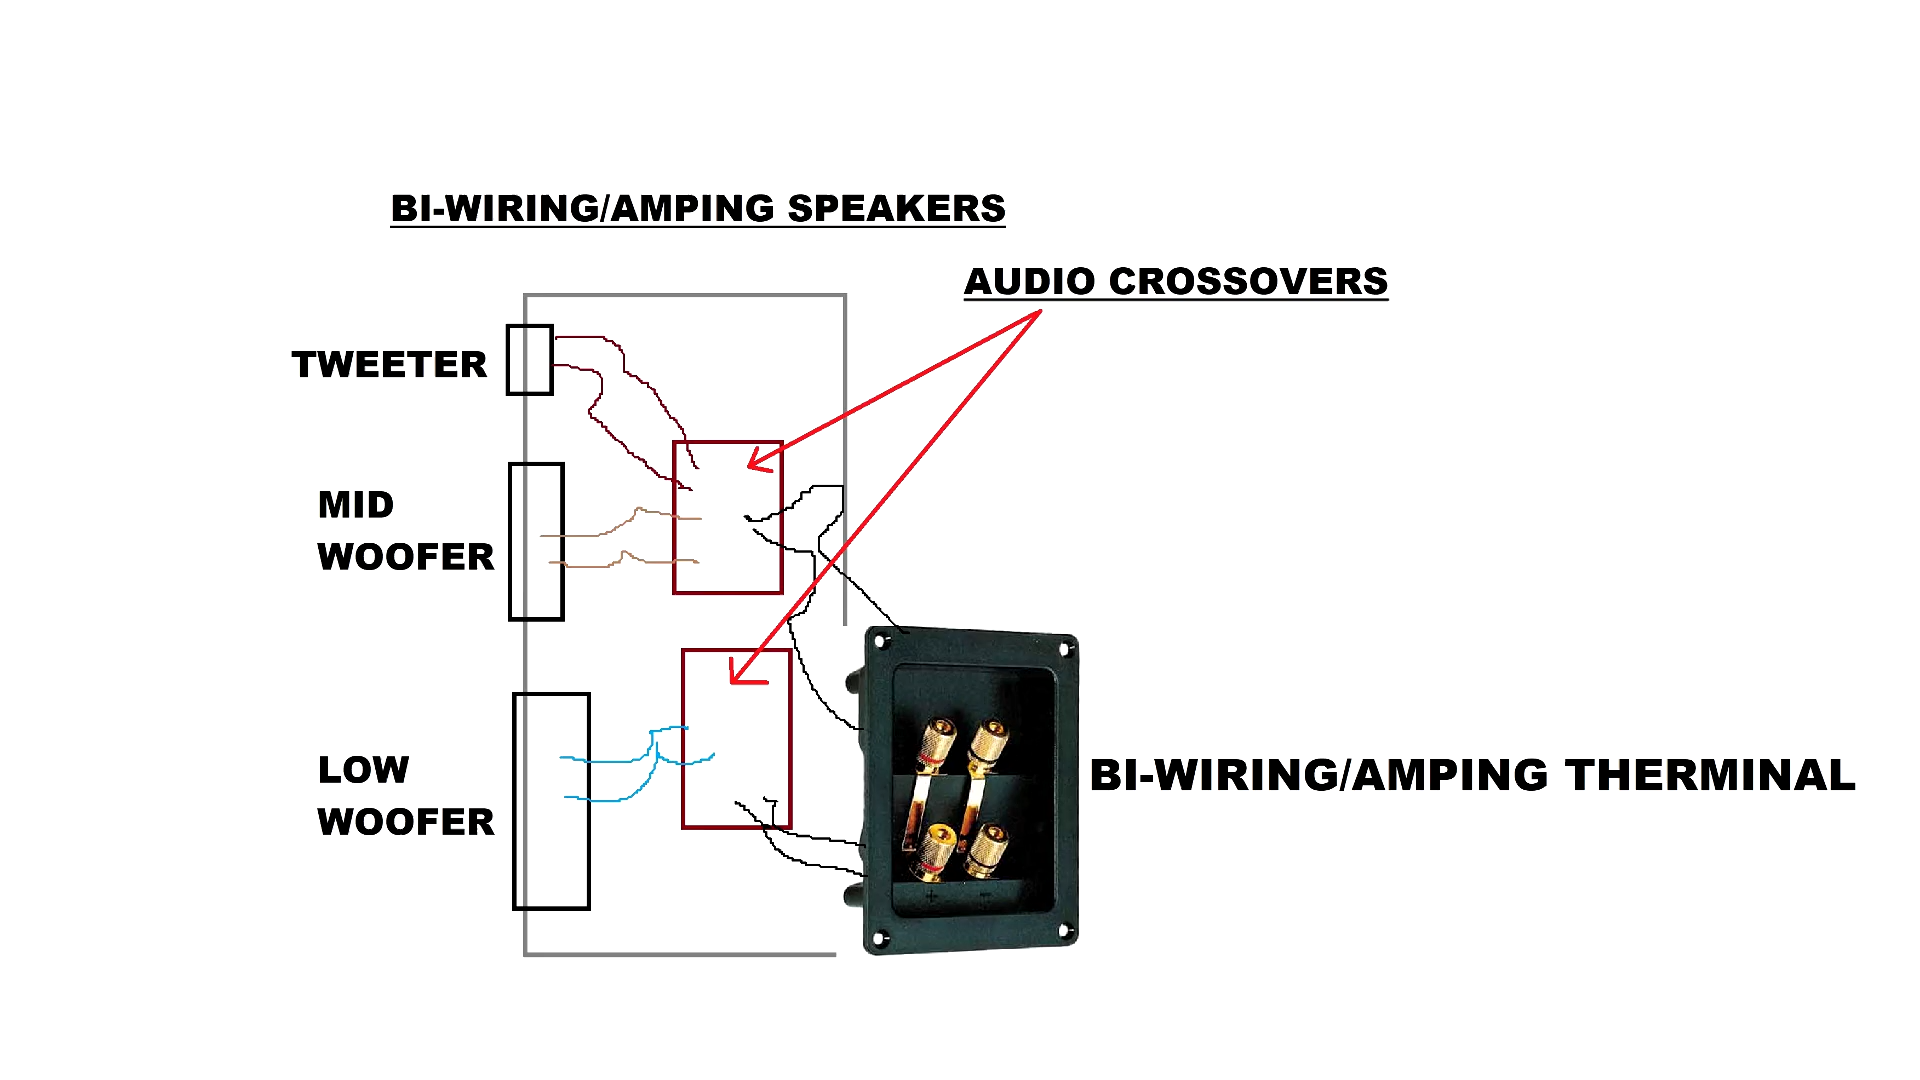 BI-WIRING/AMPING SPEAKERS
AUDIO CROSSOVERS
TWEETER
MID
WOOFER
LOW
WOOFER
BI-WIRING/AMPING THERMINAL
+ -